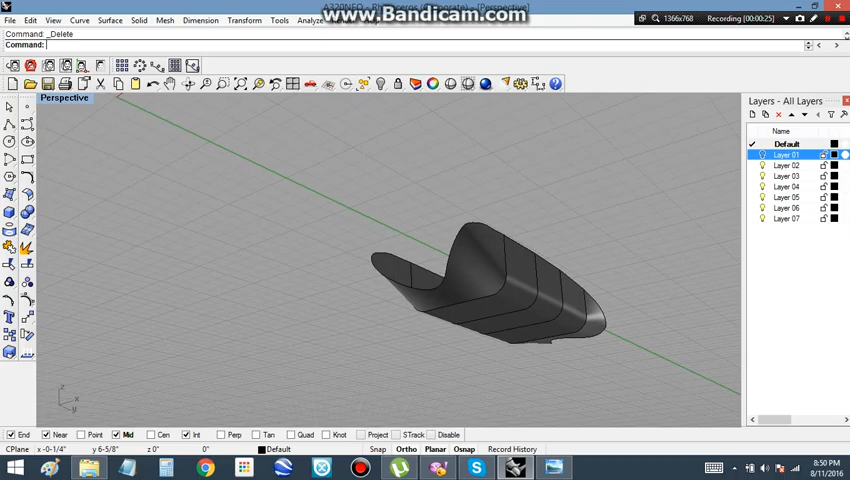 www.Bandicam.com
1366x768
Recording [00:00:25]
File Edit View Curve Surface Solid Mesh Dimension Transform Tools Analyze
Command: _Delete
Command:
Perspective
Layers - All Layers
Name
Default
Layer 01
Layer 02
Layer 03
Layer 04
Layer 05
Layer 06
Layer 07
z
x
y
End Near Point Mid Cen Int Perp Tan Quad Knot Project STrack Disable
CPlane x -0-1/4" y 6-5/8" z 0" 0" Default Snap Ortho Planar Osnap Record History
8:50 PM
8/11/2016